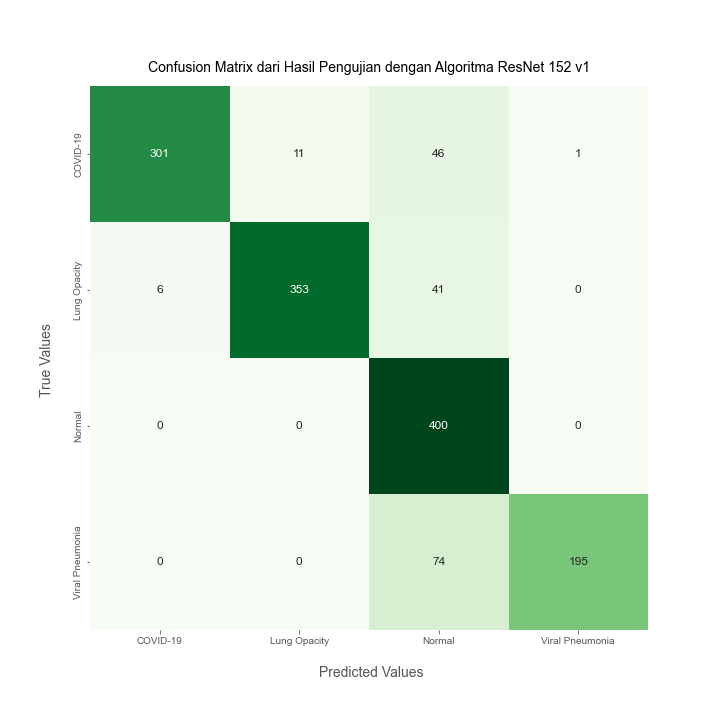 Confusion Matrix dari Hasil Pengujian dengan Algoritma ResNet 152 v1
True Values
COVID-19
301 11 46 1
Lung Opacity
6 353 41 0
Normal
0 0 400 0
Viral Pneumonia
0 0 74 195
COVID-19 Lung Opacity Normal Viral Pneumonia
Predicted Values